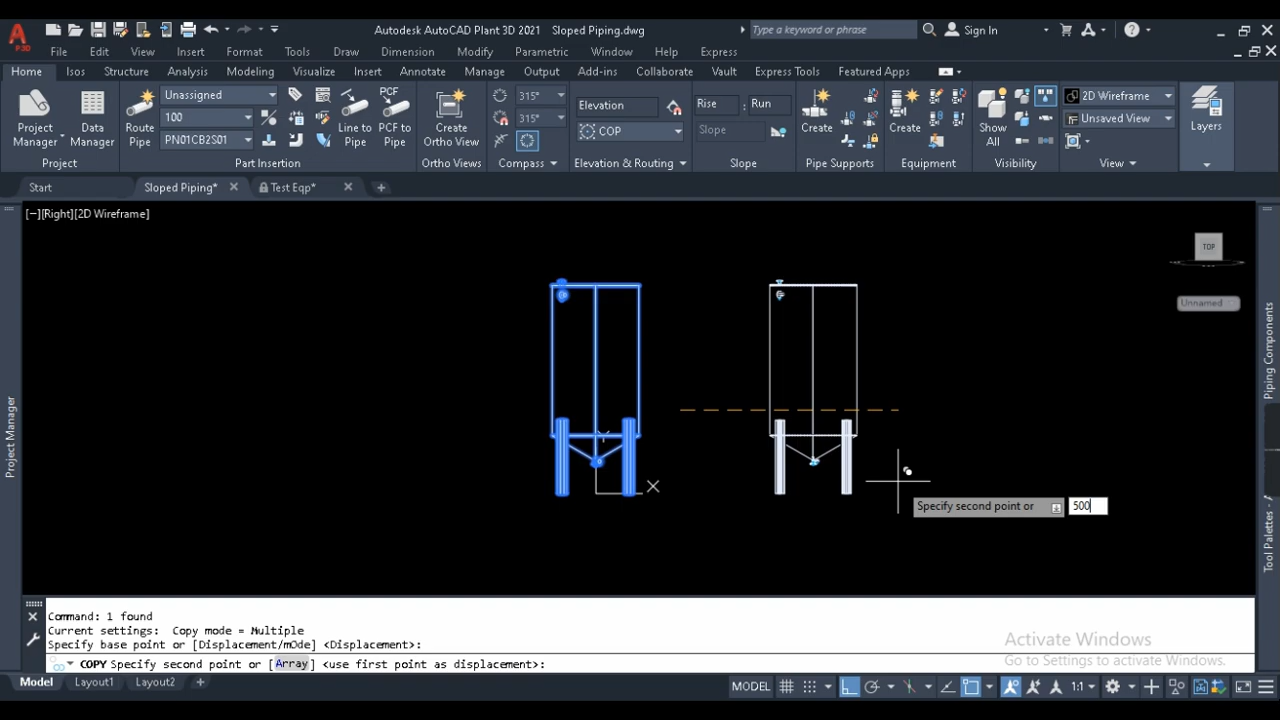 Autodesk AutoCAD Plant 3D 2021 Sloped Piping.dwg
Type a keyword or phrase
Sign In
File Edit View Insert Format Tools Draw Dimension Modify Parametric Window Help Express
Home Isos Structure Analysis Modeling Visualize Insert Annotate Manage Output Add-ins Collaborate Vault Express Tools Featured Apps
Project Manager
Data Manager
Route Pipe
Unassigned
100
PN01CB2S01
Line to Pipe
PCF to Pipe
PCF
Create Ortho Views
315°
315°
Elevation
COP
Rise : Run
Slope
Create
Create
Show All
2D Wireframe
Unsaved View
Layers
Project Part Insertion Ortho Views Compass Elevation & Routing Slope Pipe Supports Equipment Visibility View
Start Sloped Piping* Test Eqp*
[−][Right][2D Wireframe]
TOP
Unnamed
Project Manager
Piping Components
Tool Palettes - A
Specify second point or 500
Command: 1 found
Current settings: Copy mode = Multiple
Specify base point or [Displacement/mOde] <Displacement>:
COPY Specify second point or [Array] <use first point as displacement>:
Activate Windows
Go to Settings to activate Windows.
Model Layout1 Layout2
MODEL 1:1